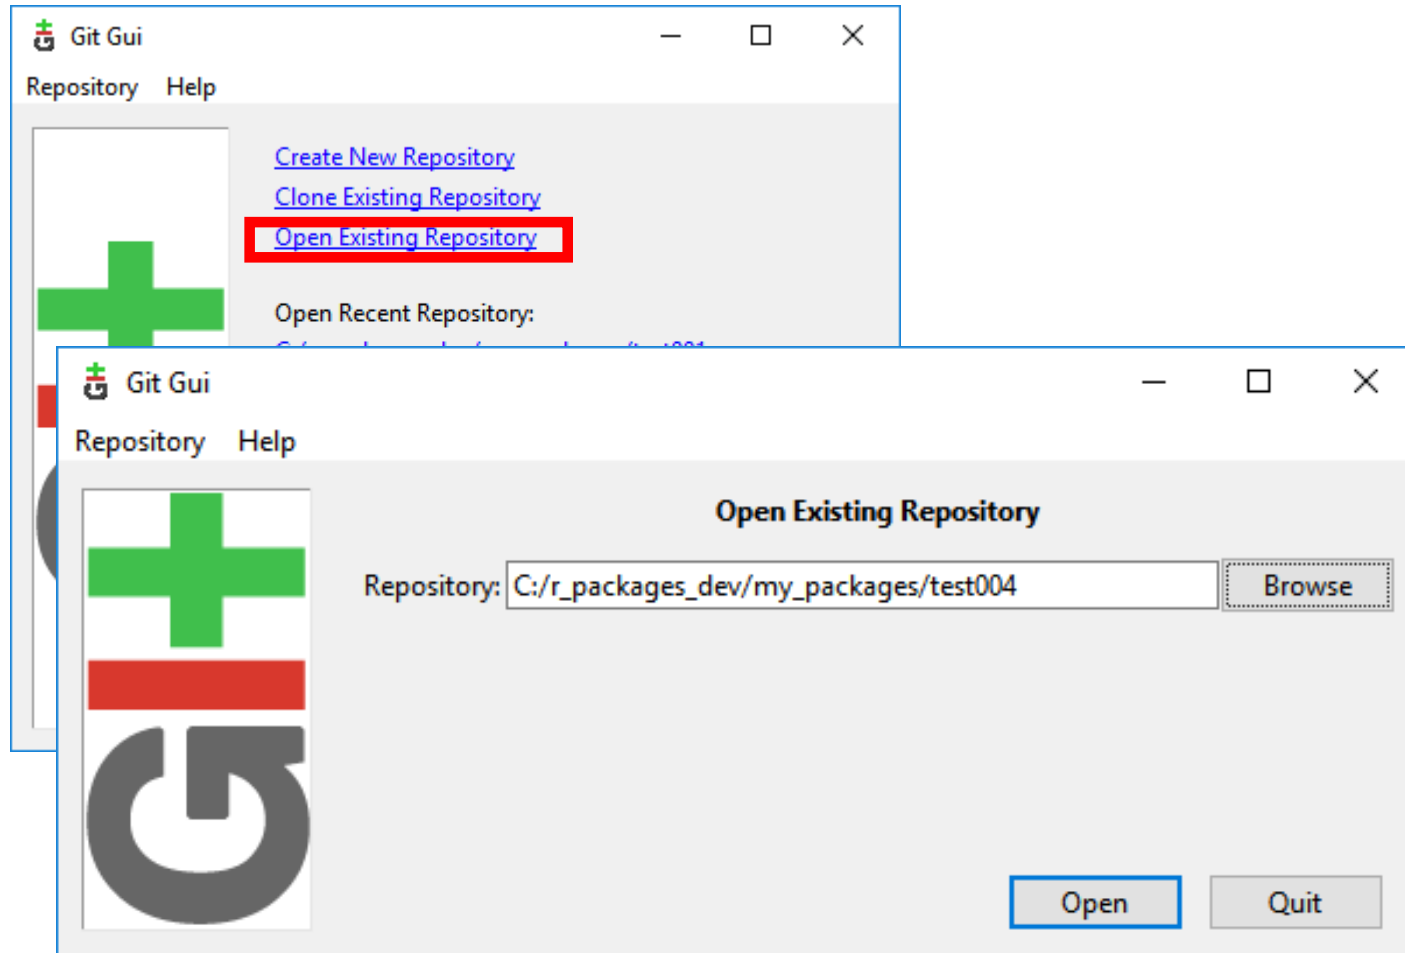 Git Gui
Repository Help
Create New Repository
Clone Existing Repository
Open Existing Repository
Open Recent Repository:
Git Gui
Repository Help
Open Existing Repository
Repository: C:/r_packages_dev/my_packages/test004 Browse
Open Quit
GIt